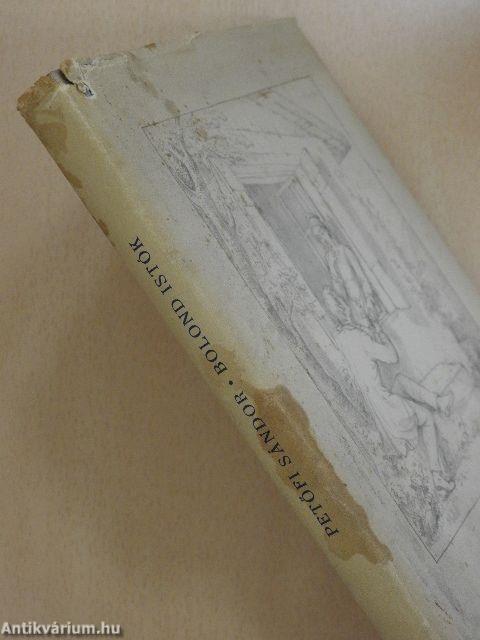 PETŐFI SÁNDOR • BOLOND ISTÓK
Antikvárium.hu